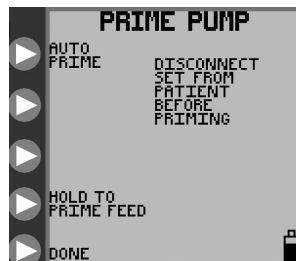 PRIME PUMP
AUTO
PRIME
DISCONNECT
SET FROM
PATIENT
BEFORE
PRIMING
HOLD TO
PRIME FEED
DONE